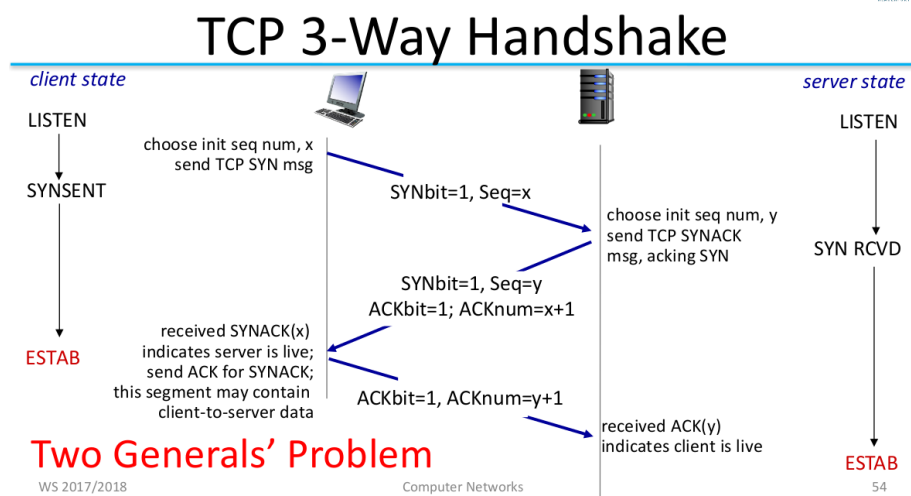 TCP 3-Way Handshake
client state
server state
LISTEN
LISTEN
choose init seq num, x
send TCP SYN msg
SYNSENT
SYNbit=1, Seq=x
choose init seq num, y
send TCP SYNACK
msg, acking SYN
SYN RCVD
SYNbit=1, Seq=y
ACKbit=1; ACKnum=x+1
received SYNACK(x)
indicates server is live;
send ACK for SYNACK;
this segment may contain
client-to-server data
ESTAB
ACKbit=1, ACKnum=y+1
received ACK(y)
indicates client is live
ESTAB
Two Generals’ Problem
WS 2017/2018
Computer Networks
54